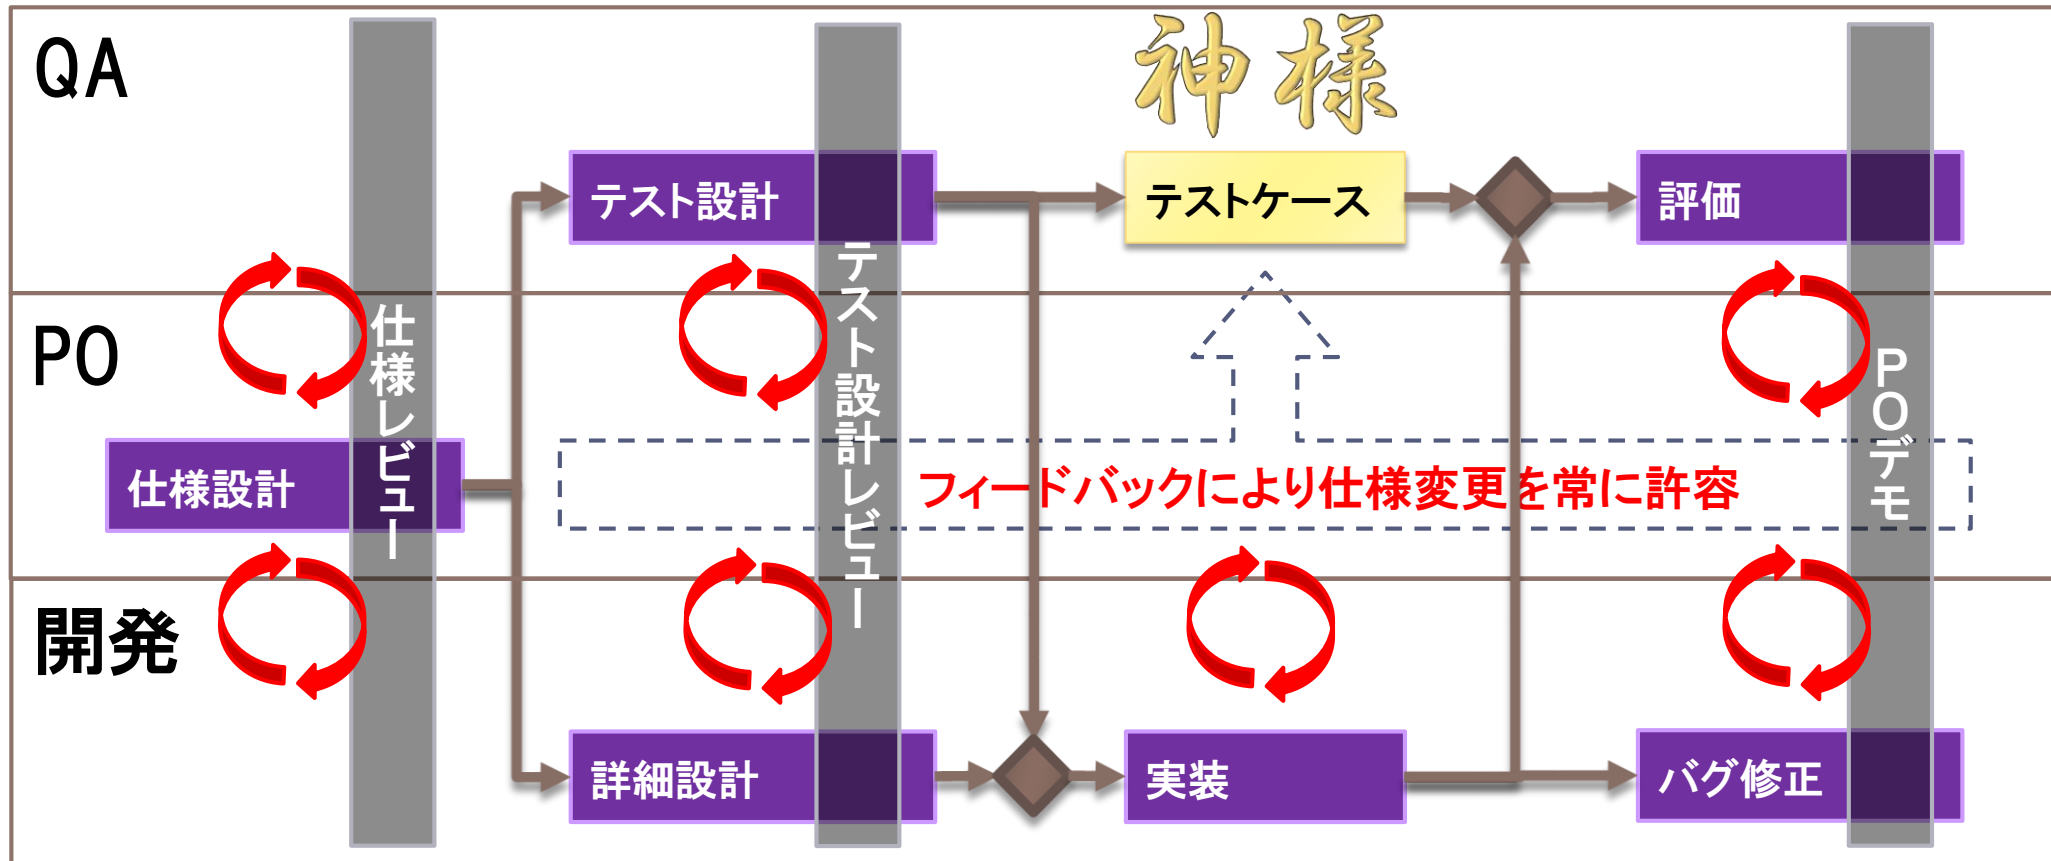 QA
神様
テスト設計
テストケース
評価
PO
仕様設計
仕様レビュー
テスト設計レビュー
フィードバックにより仕様変更を常に許容
POデモ
開発
詳細設計
実装
バグ修正